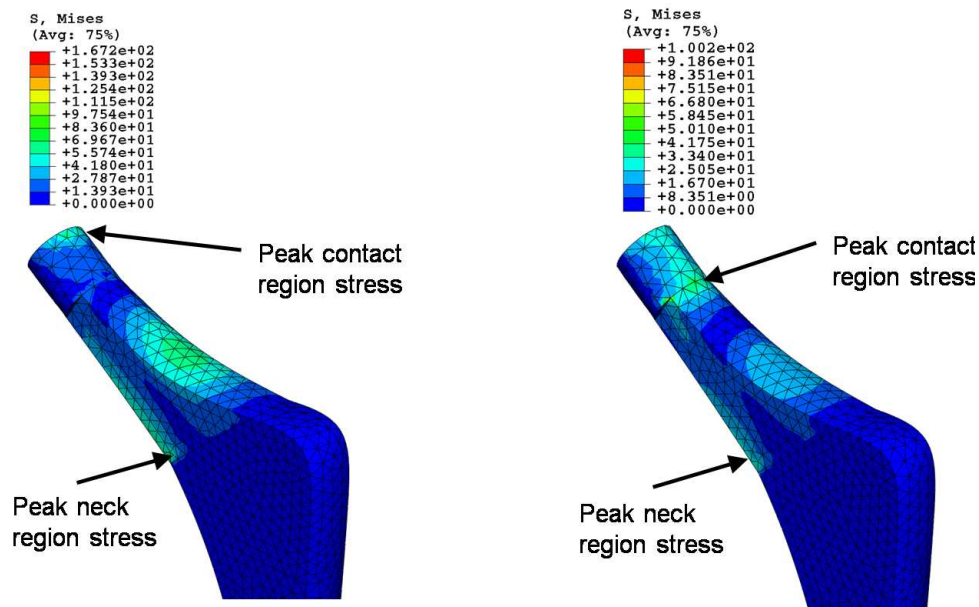 S, Mises
(Avg: 75%)
+1.672e+02
+1.533e+02
+1.393e+02
+1.254e+02
+1.115e+02
+9.754e+01
+8.360e+01
+6.967e+01
+5.574e+01
+4.180e+01
+2.787e+01
+1.393e+01
+0.000e+00
Peak contact
region stress
Peak neck
region stress
S, Mises
(Avg: 75%)
+1.002e+02
+9.186e+01
+8.351e+01
+7.515e+01
+6.680e+01
+5.845e+01
+5.010e+01
+4.175e+01
+3.340e+01
+2.505e+01
+1.670e+01
+8.351e+00
+0.000e+00
Peak contact
region stress
Peak neck
region stress